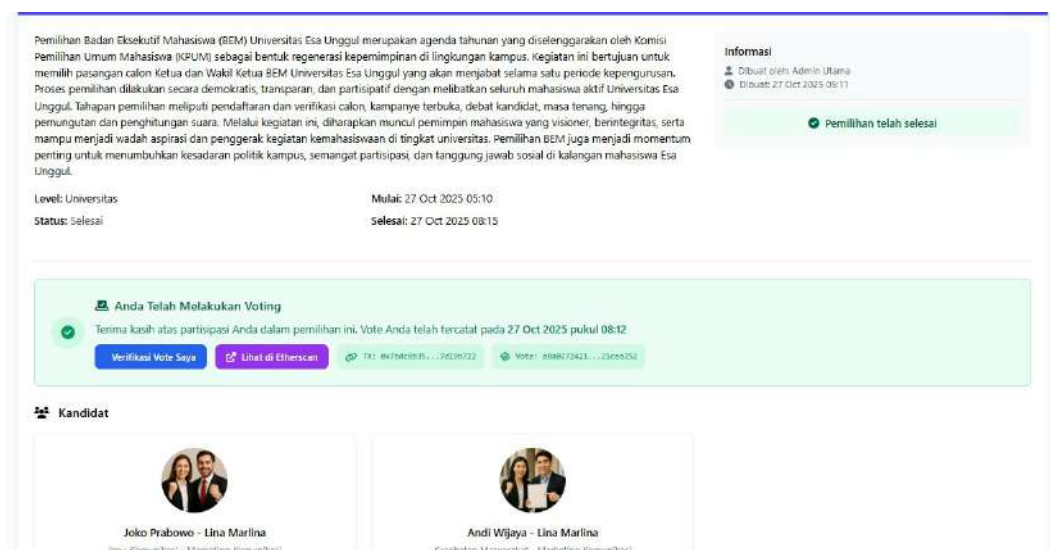 Pemilihan Badan Eksekutif Mahasiswa (BEM) Universitas Esa Unggul merupakan agenda tahunan yang diselenggarakan oleh Komisi
Pemilihan Umum Mahasiswa (KPUM) sebagai bentuk regenerasi kepemimpinan di lingkungan kampus. Kegiatan ini bertujuan untuk
memilih pasangan calon Ketua dan Wakil Ketua BEM Universitas Esa Unggul yang akan menjabat selama satu periode kepengurusan.
Proses pemilihan dilakukan secara demokratis, transparan, dan partisipatif dengan melibatkan seluruh mahasiswa aktif Universitas Esa
Unggul. Tahapan pemilihan meliputi pendaftaran dan verifikasi calon, kampanye terbuka, debat kandidat, masa tenang, hingga
pemungutan dan penghitungan suara. Melalui kegiatan ini, diharapkan muncul pemimpin mahasiswa yang visioner, berintegritas, serta
mampu menjadi wadah aspirasi dan penggerak kegiatan kemahasiswaan di tingkat universitas. Pemilihan BEM juga menjadi momentum
penting untuk menumbuhkan kesadaran politik kampus, semangat partisipasi, dan tanggung jawab sosial di kalangan mahasiswa Esa
Unggul.
Level: Universitas
Mulai: 27 Oct 2025 05:10
Status: Selesai
Selesai: 27 Oct 2025 08:15
Informasi
Dibuat oleh: Admin Utama
Dibuat: 27 Oct 2025 05:11
Pemilihan telah selesai
Anda Telah Melakukan Voting
Terima kasih atas partisipasi Anda dalam pemilihan ini. Vote Anda telah tercatat pada 27 Oct 2025 pukul 08:12
Verifikasi Vote Saya
Lihat di Etherscan
TX:
Vote:
Kandidat
Joko Prabowo - Lina Marlina
Andi Wijaya - Lina Marlina
Kesehatan Masyarakat - Marketing Komunikasi